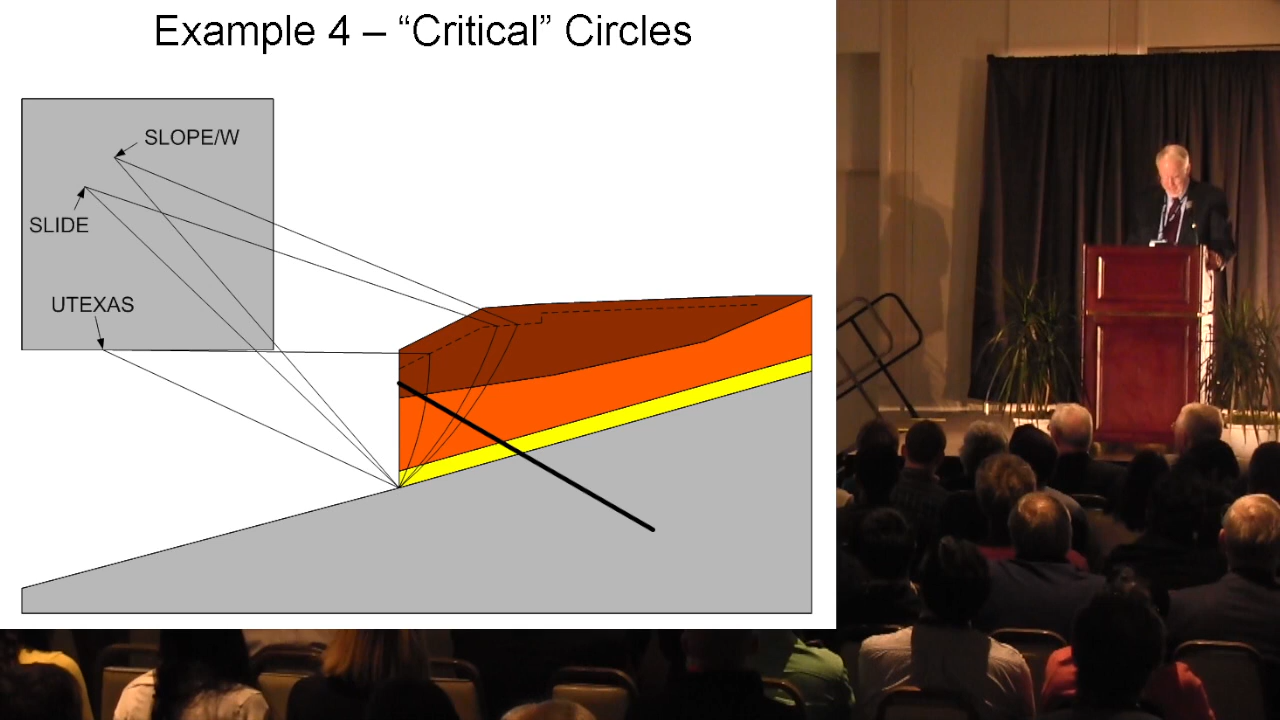 Example 4 – “Critical” Circles
SLOPE/W
SLIDE
UTEXAS